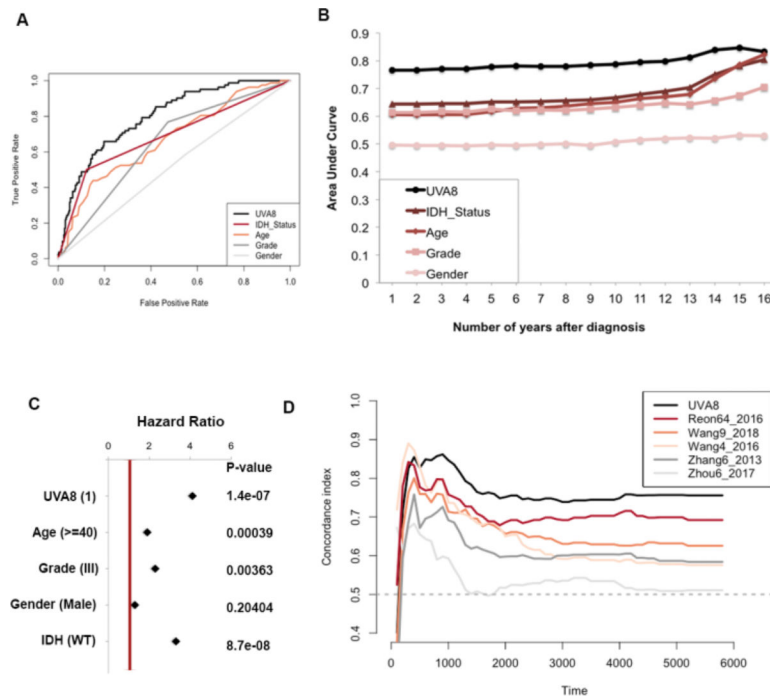 A
True Positive Rate
1.0
0.8
0.6
0.4
0.2
0.0
UVA8
IDH_Status
Age
Grade
Gender
0.0 0.2 0.4 0.6 0.8 1.0
False Positive Rate
B
Area Under Curve
0.9
0.8
0.7
0.6
0.5
0.4
0.3
0.2
0.1
0
UVA8
IDH_Status
Age
Grade
Gender
1 2 3 4 5 6 7 8 9 10 11 12 13 14 15 16
Number of years after diagnosis
C
Hazard Ratio
0 2 4 6
P-value
UVA8 (1) 1.4e-07
Age (>=40) 0.00039
Grade (III) 0.00363
Gender (Male) 0.20404
IDH (WT) 8.7e-08
D
Concordance index
1.0
0.9
0.8
0.7
0.6
0.5
0.4
UVA8
Reon64_2016
Wang9_2018
Wang4_2016
Zhang6_2013
Zhou6_2017
0 1000 2000 3000 4000 5000 6000
Time